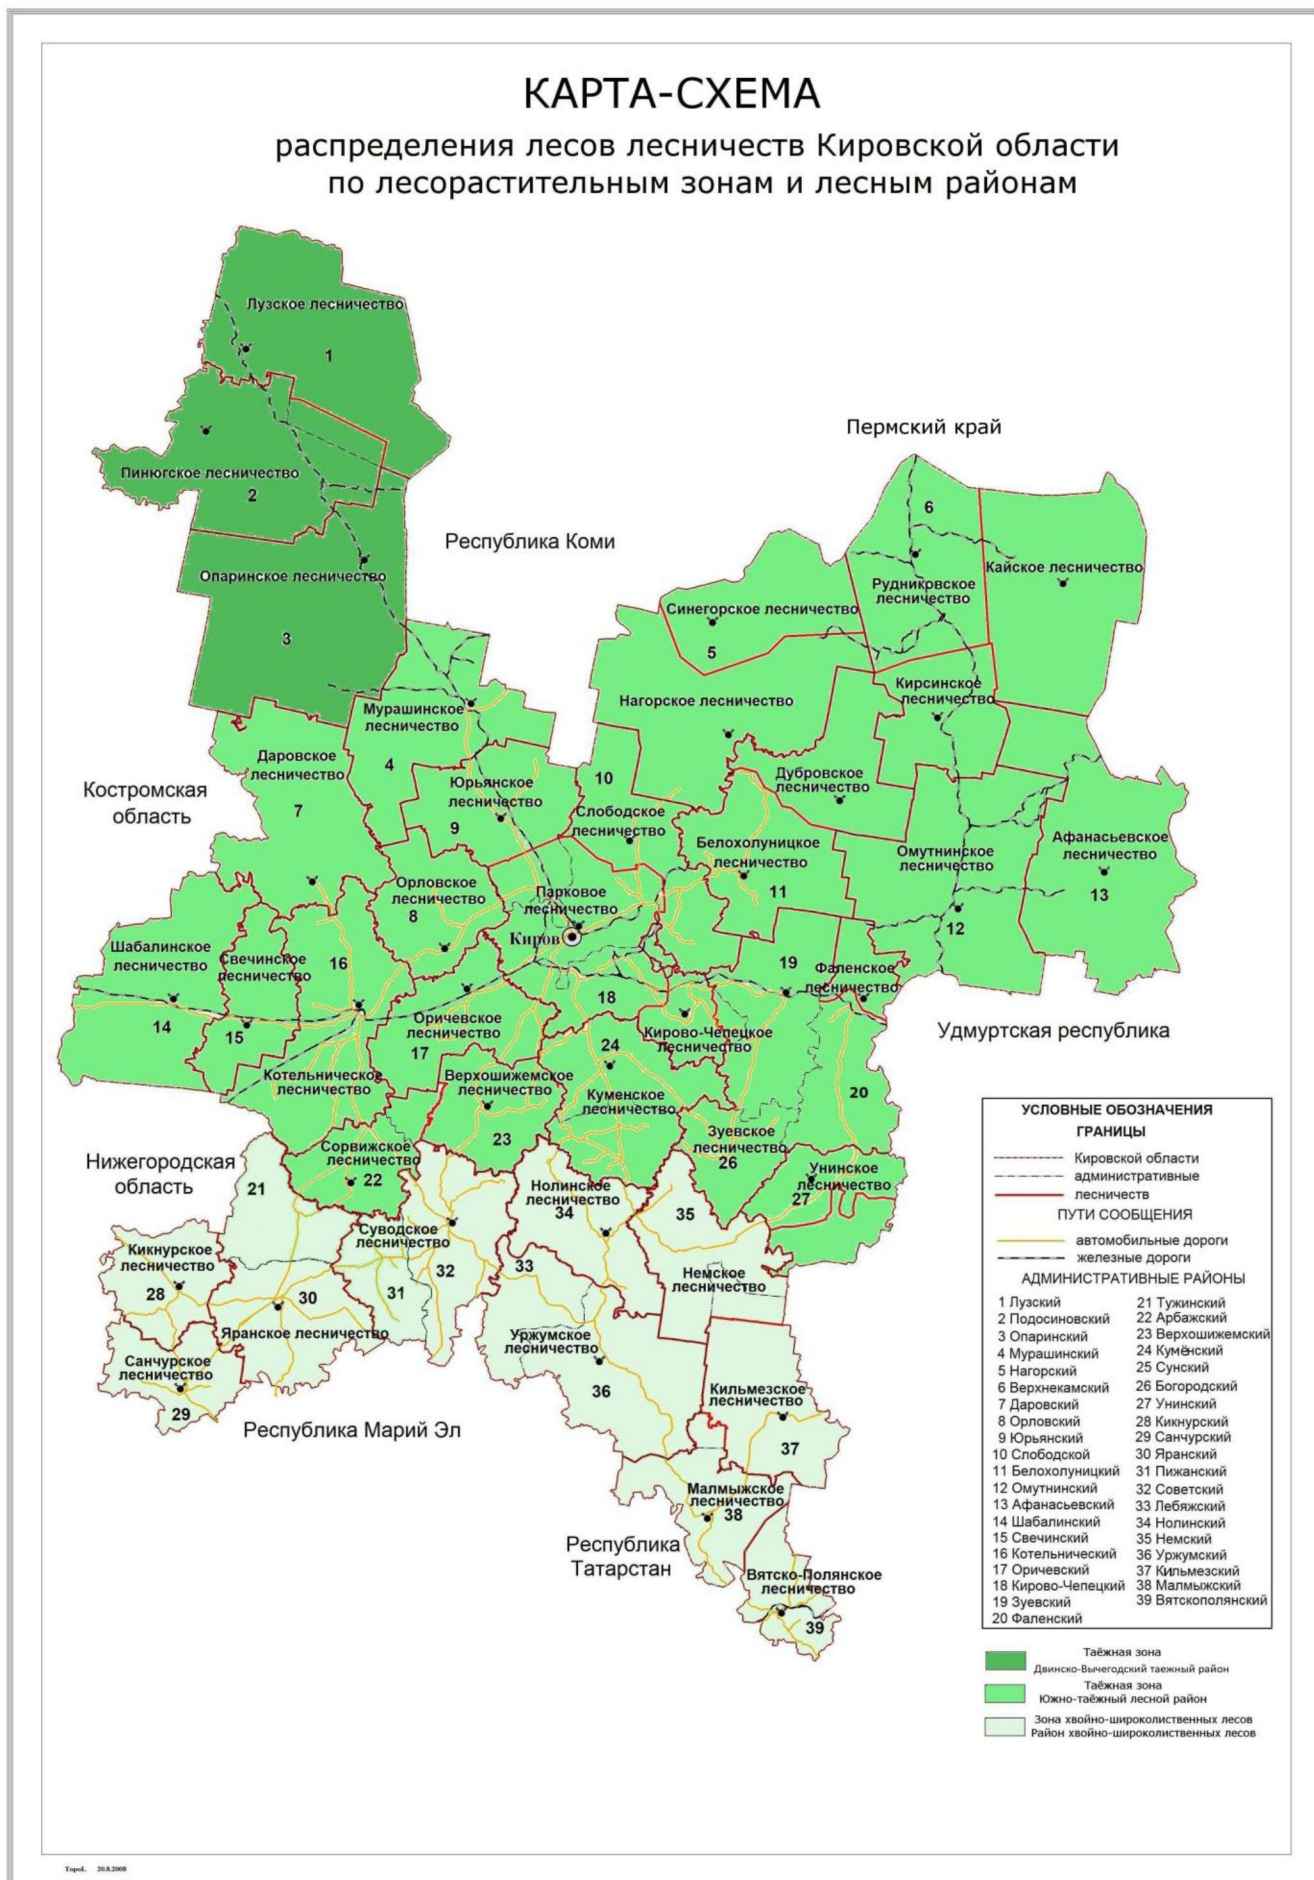 КАРТА-СХЕМА
распределения лесов лесничеств Кировской области
по лесорастительным зонам и лесным районам
Лузское лесничество
1
Пермский край
Пинюгское лесничество
2
6
Республика Коми
Кайское лесничество
Опаринское лесничество
Рудниковское
лесничество
Синегорское лесничество
3
5
Кирсинское
лесничество
Нагорское лесничество
Мурашинское
лесничество
Даровское
лесничество
4
10
Дубровское
лесничество
Юрьянское
лесничество
Костромская
область
7
Слободское
лесничество
9
Белохолуницкое
лесничество
Омутнинское
лесничество
Афанасьевское
лесничество
Орловское
лесничество
Парковое
лесничество
11
13
8
12
Киров
Шабалинское
лесничество
Свечинское
лесничество
16
19
Фаленское
лесничество
18
14
15
Оричевское
лесничество
Кирово-Чепецкое
лесничество
Удмуртская республика
17
24
Котельническое
лесничество
Верхошижемское
лесничество
20
Куменское
лесничество
23
Зуевское
лесничество
26
Сорвижское
лесничество
22
Нижегородская
область
Унинское
лесничество
27
21
Нолинское
лесничество
34
35
Суводское
лесничество
Кикнурское
лесничество
28
33
32
Немское
лесничество
31
30
Яранское лесничество
Уржумское
лесничество
Санчурское
лесничество
36
Кильмезское
лесничество
29
Республика Марий Эл
37
Малмыжское
лесничество
38
Республика
Татарстан
Вятско-Полянское
лесничество
39
УСЛОВНЫЕ ОБОЗНАЧЕНИЯ
ГРАНИЦЫ
Кировской области
административные
лесничеств
ПУТИ СООБЩЕНИЯ
автомобильные дороги
железные дороги
АДМИНИСТРАТИВНЫЕ РАЙОНЫ
1 Лузский
2 Подосиновский
3 Опаринский
4 Мурашинский
5 Нагорский
6 Верхнекамский
7 Даровский
8 Орловский
9 Юрьянский
10 Слободской
11 Белохолуницкий
12 Омутнинский
13 Афанасьевский
14 Шабалинский
15 Свечинский
16 Котельнический
17 Оричевский
18 Кирово-Чепецкий
19 Зуевский
20 Фаленский
21 Тужинский
22 Арбажский
23 Верхошижемский
24 Кумёнский
25 Сунский
26 Богородский
27 Унинский
28 Кикнурский
29 Санчурский
30 Яранский
31 Пижанский
32 Советский
33 Лебяжский
34 Нолинский
35 Немский
36 Уржумский
37 Кильмезский
38 Малмыжский
39 Вятскополянский
Таёжная зона
Двинско-Вычегодский таежный район
Таёжная зона
Южно-таёжный лесной район
Зона хвойно-широколиственных лесов
Район хвойно-широколиственных лесов
TopoL 20.8.2008